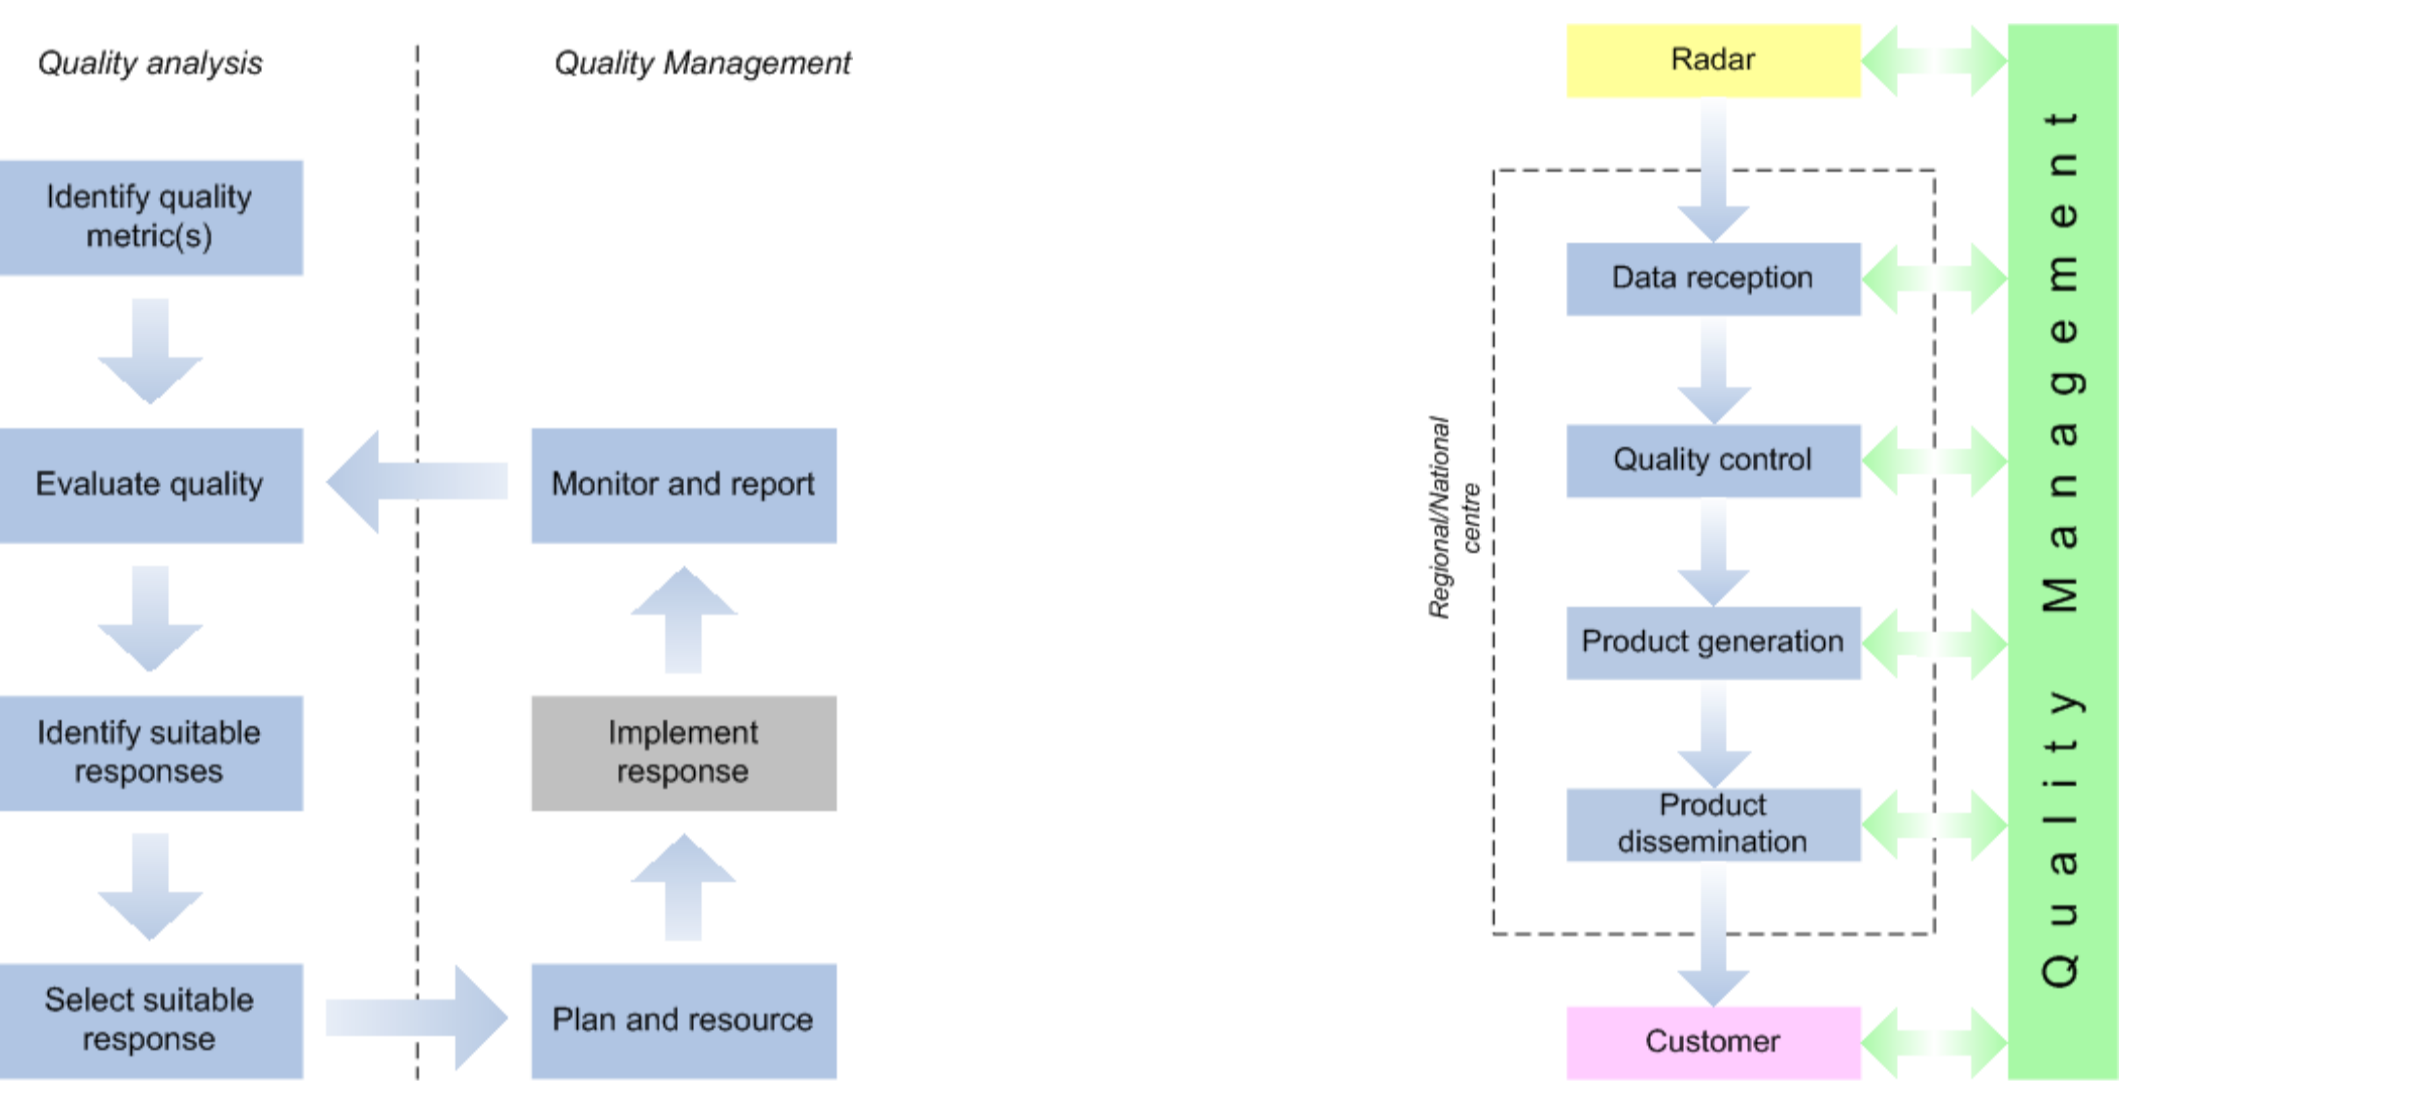 Quality analysis
Quality Management
Identify quality
metric(s)
Evaluate quality
Monitor and report
Identify suitable
responses
Implement
response
Select suitable
response
Plan and resource
Radar
Data reception
Quality control
Product generation
Product
dissemination
Customer
Regional/National
centre
Quality Management